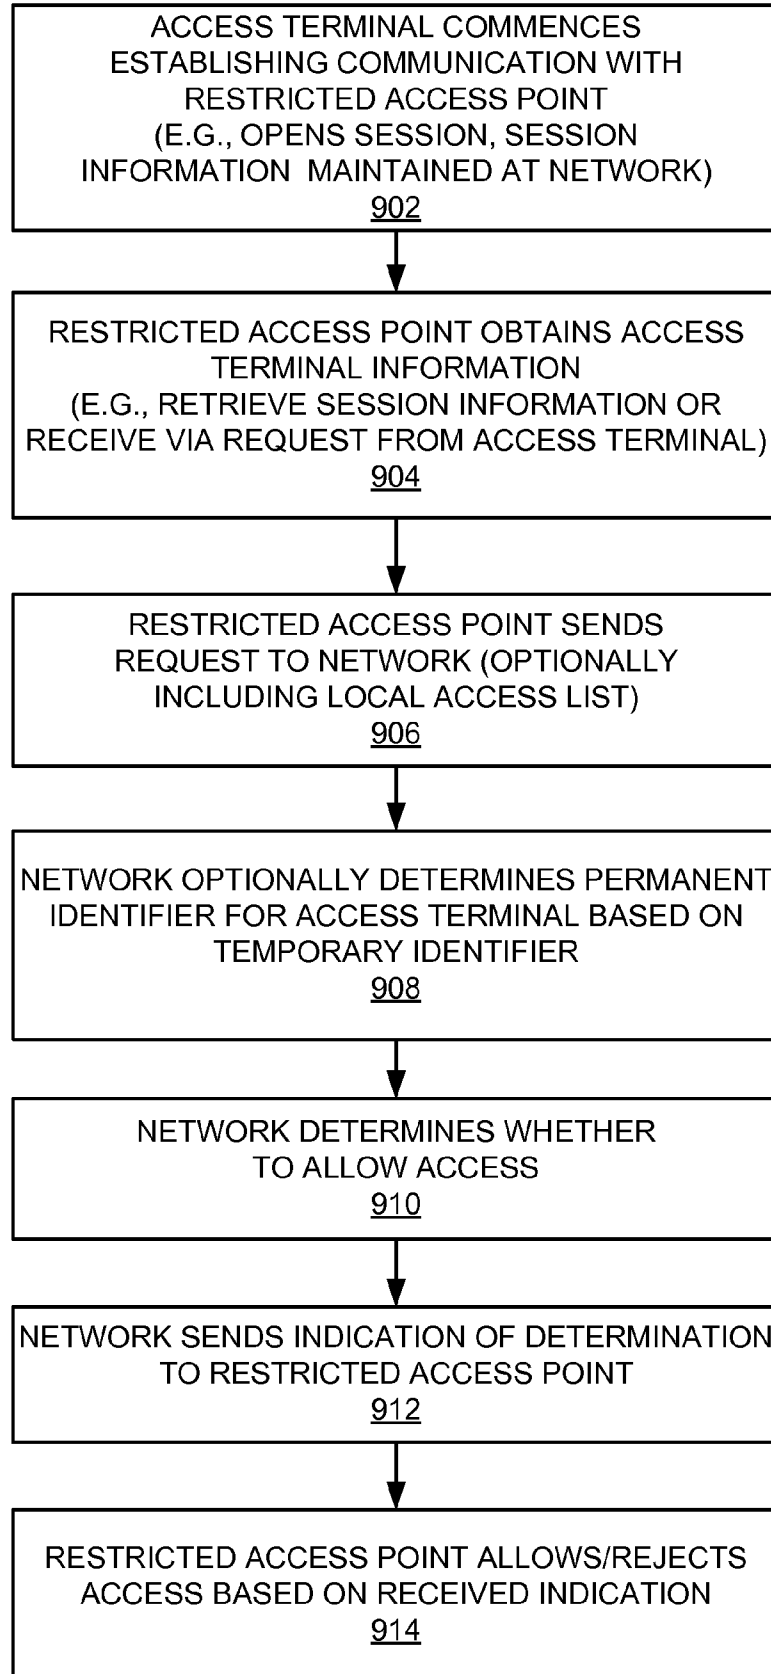 ACCESS TERMINAL COMMENCES
ESTABLISHING COMMUNICATION WITH
RESTRICTED ACCESS POINT
(E.G., OPENS SESSION, SESSION
INFORMATION MAINTAINED AT NETWORK)
902
RESTRICTED ACCESS POINT OBTAINS ACCESS
TERMINAL INFORMATION
(E.G., RETRIEVE SESSION INFORMATION OR
RECEIVE VIA REQUEST FROM ACCESS TERMINAL)
904
RESTRICTED ACCESS POINT SENDS
REQUEST TO NETWORK (OPTIONALLY
INCLUDING LOCAL ACCESS LIST)
906
NETWORK OPTIONALLY DETERMINES PERMANENT
IDENTIFIER FOR ACCESS TERMINAL BASED ON
TEMPORARY IDENTIFIER
908
NETWORK DETERMINES WHETHER
TO ALLOW ACCESS
910
NETWORK SENDS INDICATION OF DETERMINATION
TO RESTRICTED ACCESS POINT
912
RESTRICTED ACCESS POINT ALLOWS/REJECTS
ACCESS BASED ON RECEIVED INDICATION
914